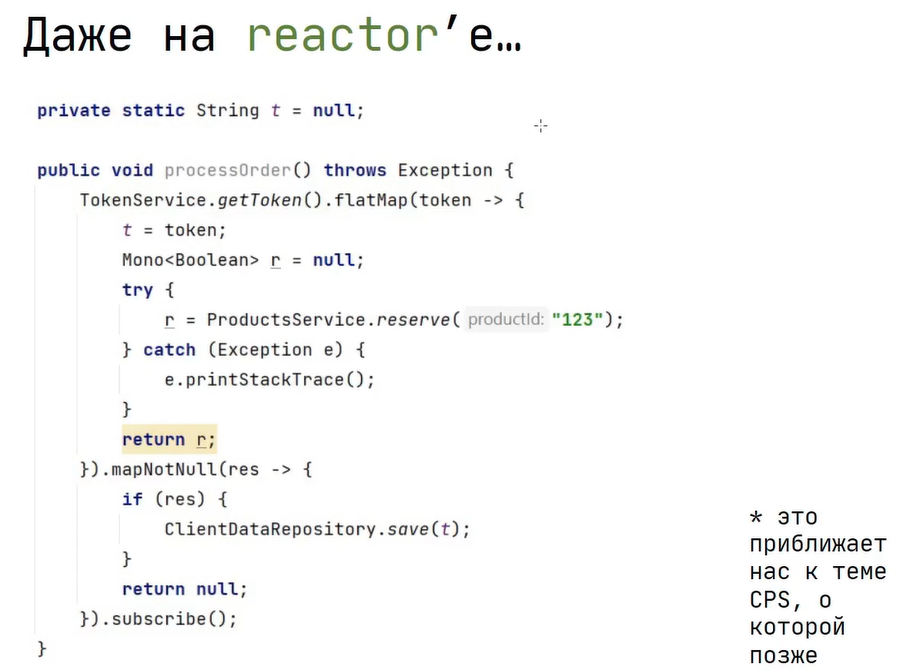 Даже на reactor’е…
private static String t = null;
public void processOrder() throws Exception {
TokenService.getToken().flatMap(token -> {
t = token;
Mono<Boolean> r = null;
try {
r = ProductsService.reserve( productId: "123");
} catch (Exception e) {
e.printStackTrace();
}
return r;
}).mapNotNull(res -> {
if (res) {
ClientDataRepository.save(t);
}
return null;
}).subscribe();
}
* это
приближает
нас к теме
CPS, о
которой
позже